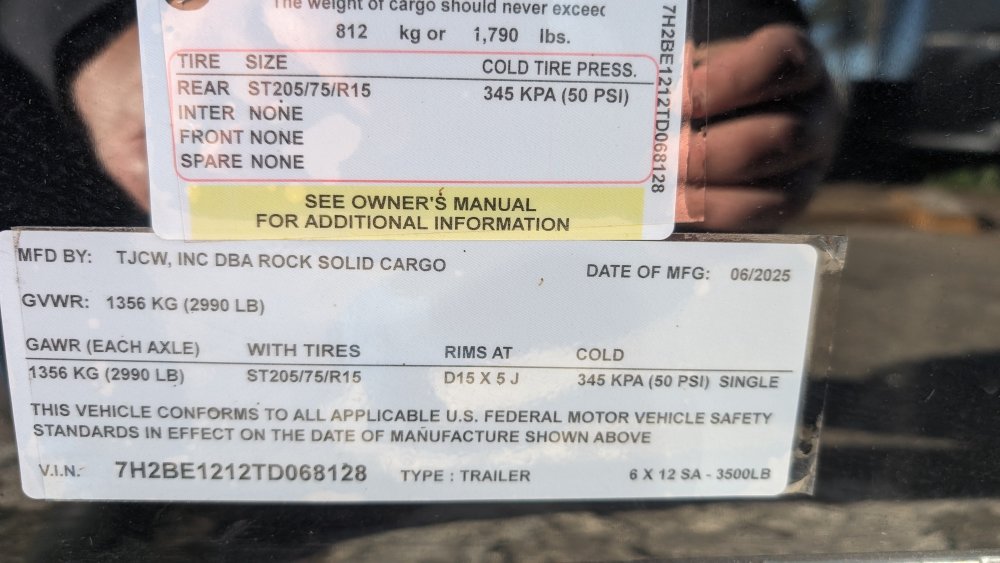 The weight of cargo should never exceed
812 kg or 1,790 lbs.
TIRE SIZE COLD TIRE PRESS.
REAR ST205/75/R15 345 KPA (50 PSI)
INTER NONE
FRONT NONE
SPARE NONE
SEE OWNER'S MANUAL
FOR ADDITIONAL INFORMATION
7H2BE1212TD068128
MFD BY: TJCW, INC DBA ROCK SOLID CARGO DATE OF MFG: 06/2025
GVWR: 1356 KG (2990 LB)
GAWR (EACH AXLE) WITH TIRES RIMS AT COLD
1356 KG (2990 LB) ST205/75/R15 D15 X 5 J 345 KPA (50 PSI) SINGLE
THIS VEHICLE CONFORMS TO ALL APPLICABLE U.S. FEDERAL MOTOR VEHICLE SAFETY
STANDARDS IN EFFECT ON THE DATE OF MANUFACTURE SHOWN ABOVE
V.I.N.: 7H2BE1212TD068128 TYPE : TRAILER 6 X 12 SA - 3500LB